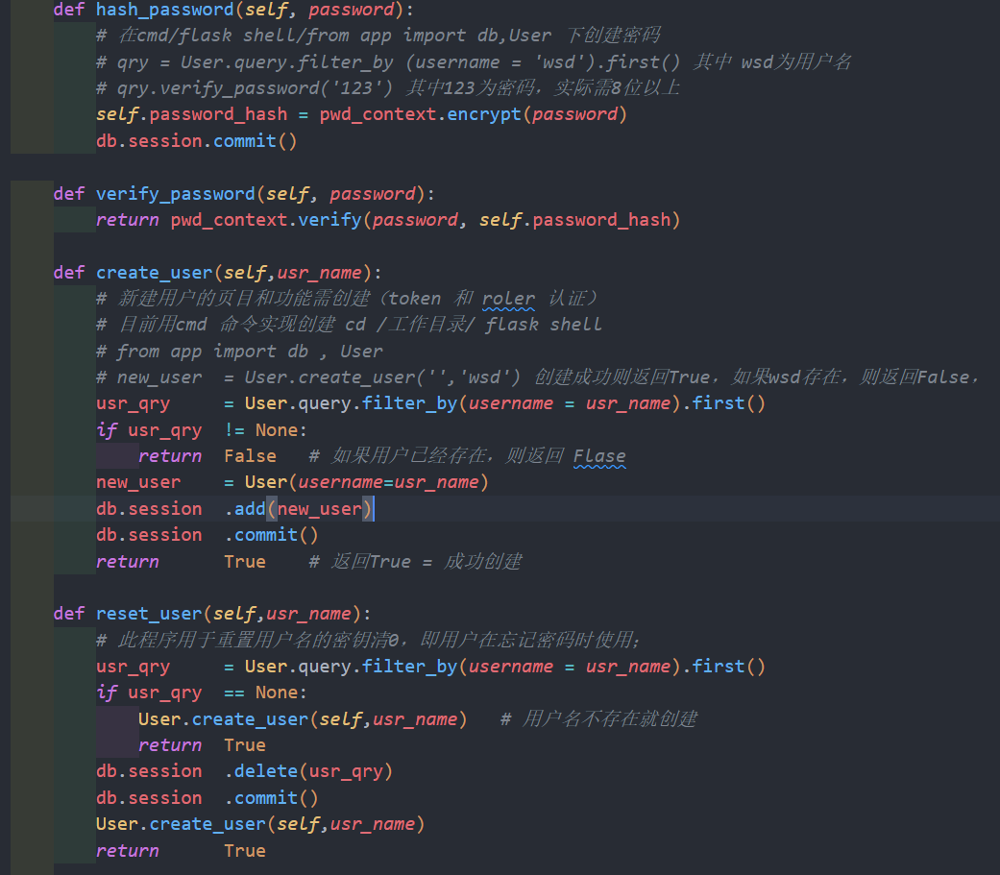 def hash_password(self, password):
# 在cmd/flask shell/from app import db,User 下创建密码
# qry = User.query.filter_by (username = 'wsd').first() 其中 wsd为用户名
# qry.verify_password('123') 其中123为密码，实际需8位以上
self.password_hash = pwd_context.encrypt(password)
db.session.commit()
def verify_password(self, password):
return pwd_context.verify(password, self.password_hash)
def create_user(self,usr_name):
# 新建用户的页目和功能需创建（token 和 roler 认证）
# 目前用cmd 命令实现创建 cd /工作目录/ flask shell
# from app import db , User
# new_user  = User.create_user('','wsd') 创建成功则返回True，如果wsd存在，则返回False，
usr_qry     = User.query.filter_by(username = usr_name).first()
if usr_qry  != None:
return  False   # 如果用户已经存在，则返回 Flase
new_user    = User(username=usr_name)
db.session  .add(new_user)
db.session  .commit()
return      True    # 返回True = 成功创建
def reset_user(self,usr_name):
# 此程序用于重置用户名的密钥清0，即用户在忘记密码时使用；
usr_qry     = User.query.filter_by(username = usr_name).first()
if usr_qry  == None:
User.create_user(self,usr_name)   # 用户名不存在就创建
return  True
db.session  .delete(usr_qry)
db.session  .commit()
User.create_user(self,usr_name)
return      True